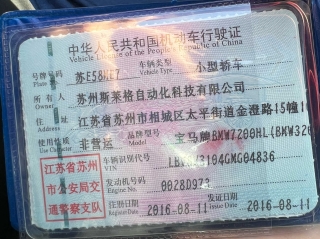 中华人民共和国机动车行驶证
Vehicle License of the People's Republic of China
号牌号码 苏E58HE7 车辆类型 小型轿车
Plate Vehicle Type
所有人 苏州斯莱格自动化科技有限公司
Owner
住址 江苏省苏州市相城区太平街道金澄路15幢
Address
使用性质 非营运 品牌型号 宝马牌BMW7200HL(BMW320
Use Character Model
江苏省苏州市公安局交通警察支队
车辆识别代号
VIN
发动机号码 0028D973
Engine No.
注册日期 2016-08-11 发证日期 2016-08-11
Register Date Issue Date